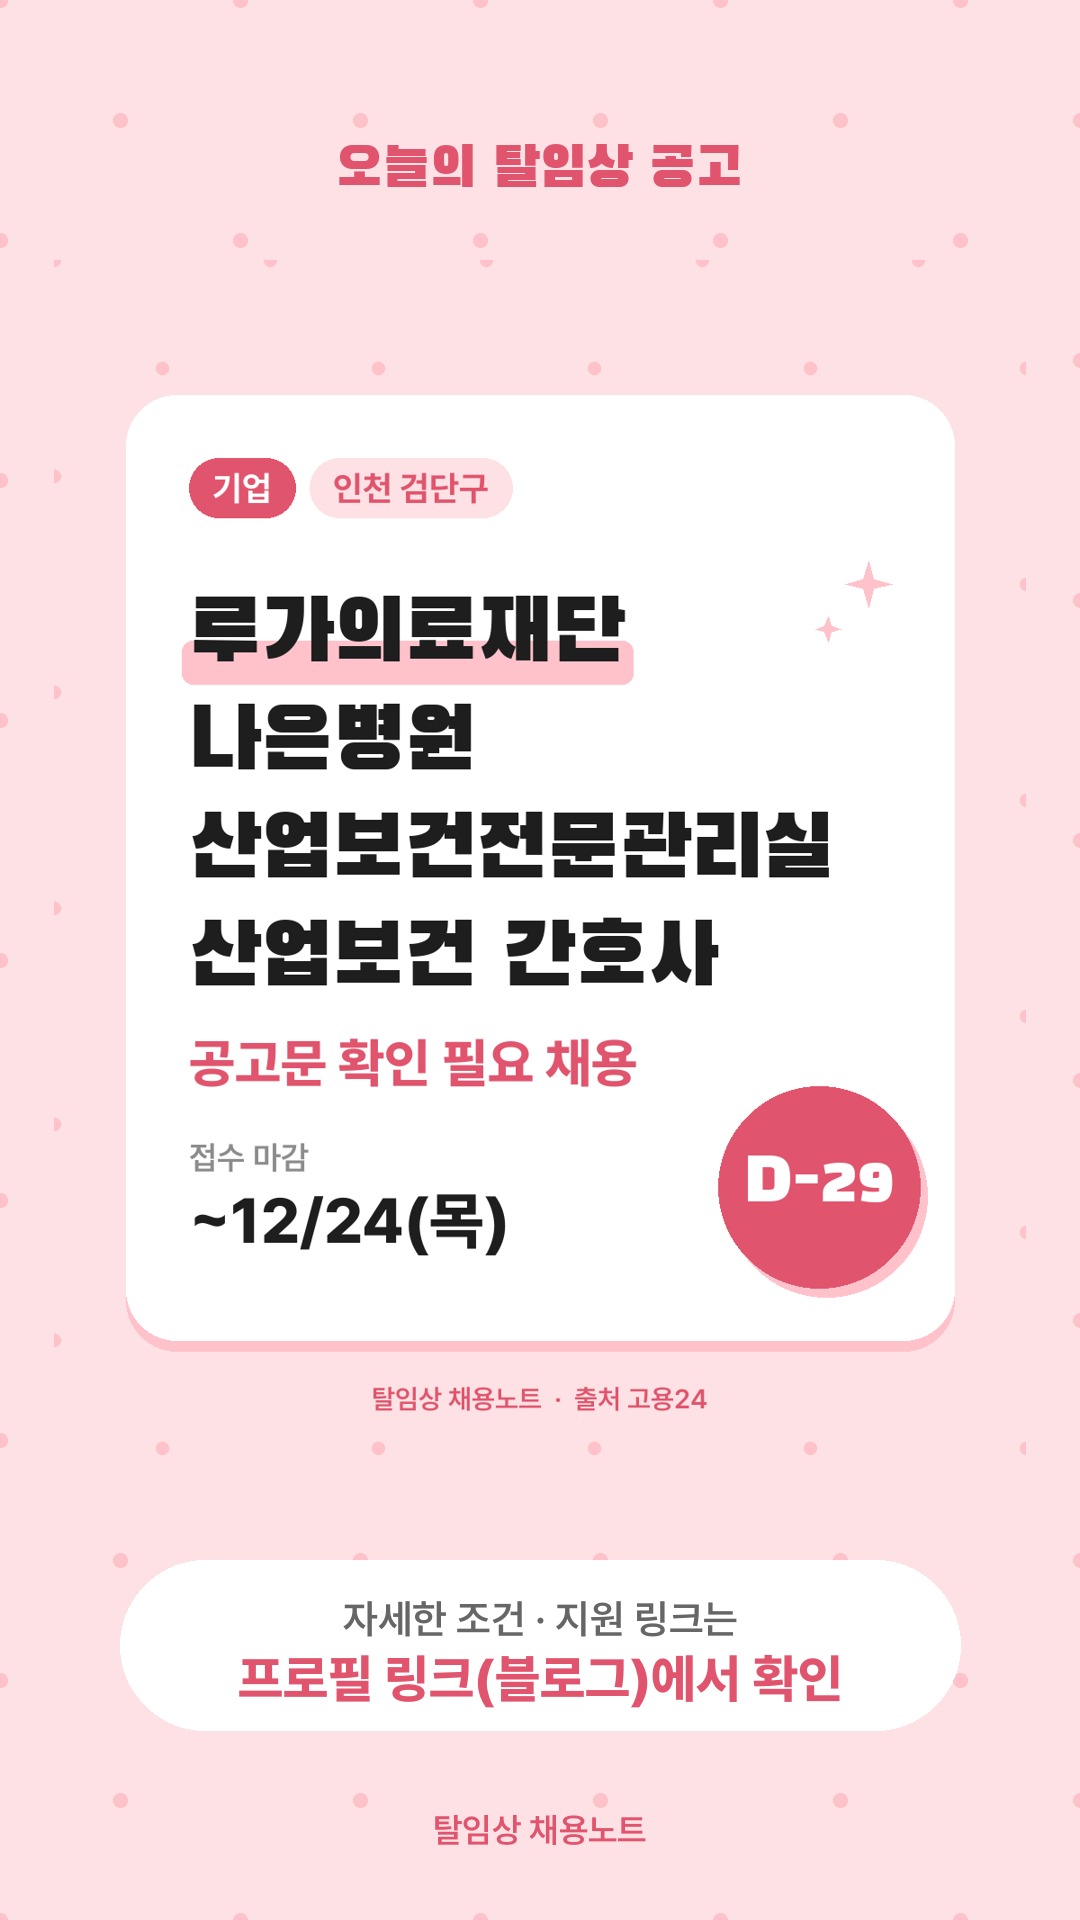 오늘의 탈임상 공고
기업
인천 검단구
루가의료재단
나은병원
산업보건전문관리실
산업보건 간호사
공고문 확인 필요 채용
접수 마감
~12/24(목)
D-29
탈임상 채용노트 · 출처 고용24
자세한 조건 · 지원 링크는
프로필 링크(블로그)에서 확인
탈임상 채용노트